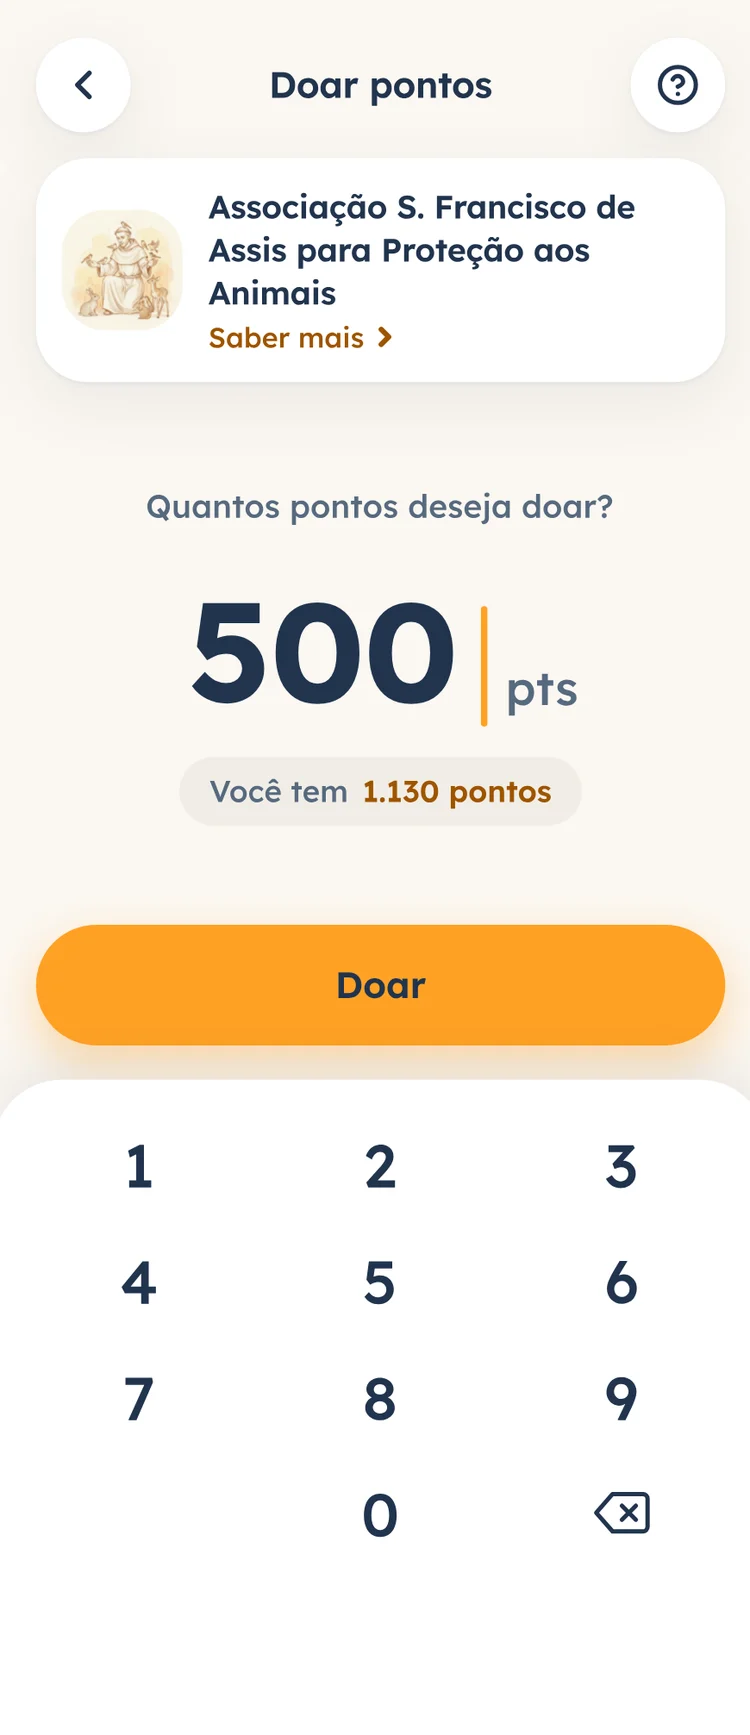 Doar pontos
Associação S. Francisco de
Assis para Proteção aos
Animais
Saber mais
Quantos pontos deseja doar?
500 pts
Você tem 1.130 pontos
Doar
1 2 3
4 5 6
7 8 9
0